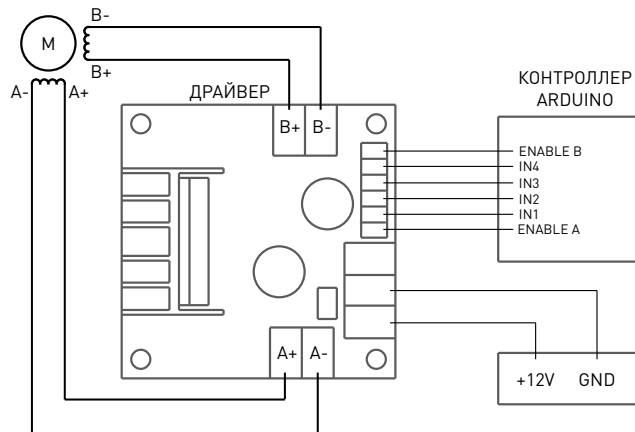 B-
M
B+
A-
A+
ДРАЙВЕР
B+
B-
КОНТРОЛЛЕР
ARDUINO
ENABLE B
IN4
IN3
IN2
IN1
ENABLE A
A+
A-
+12V
GND